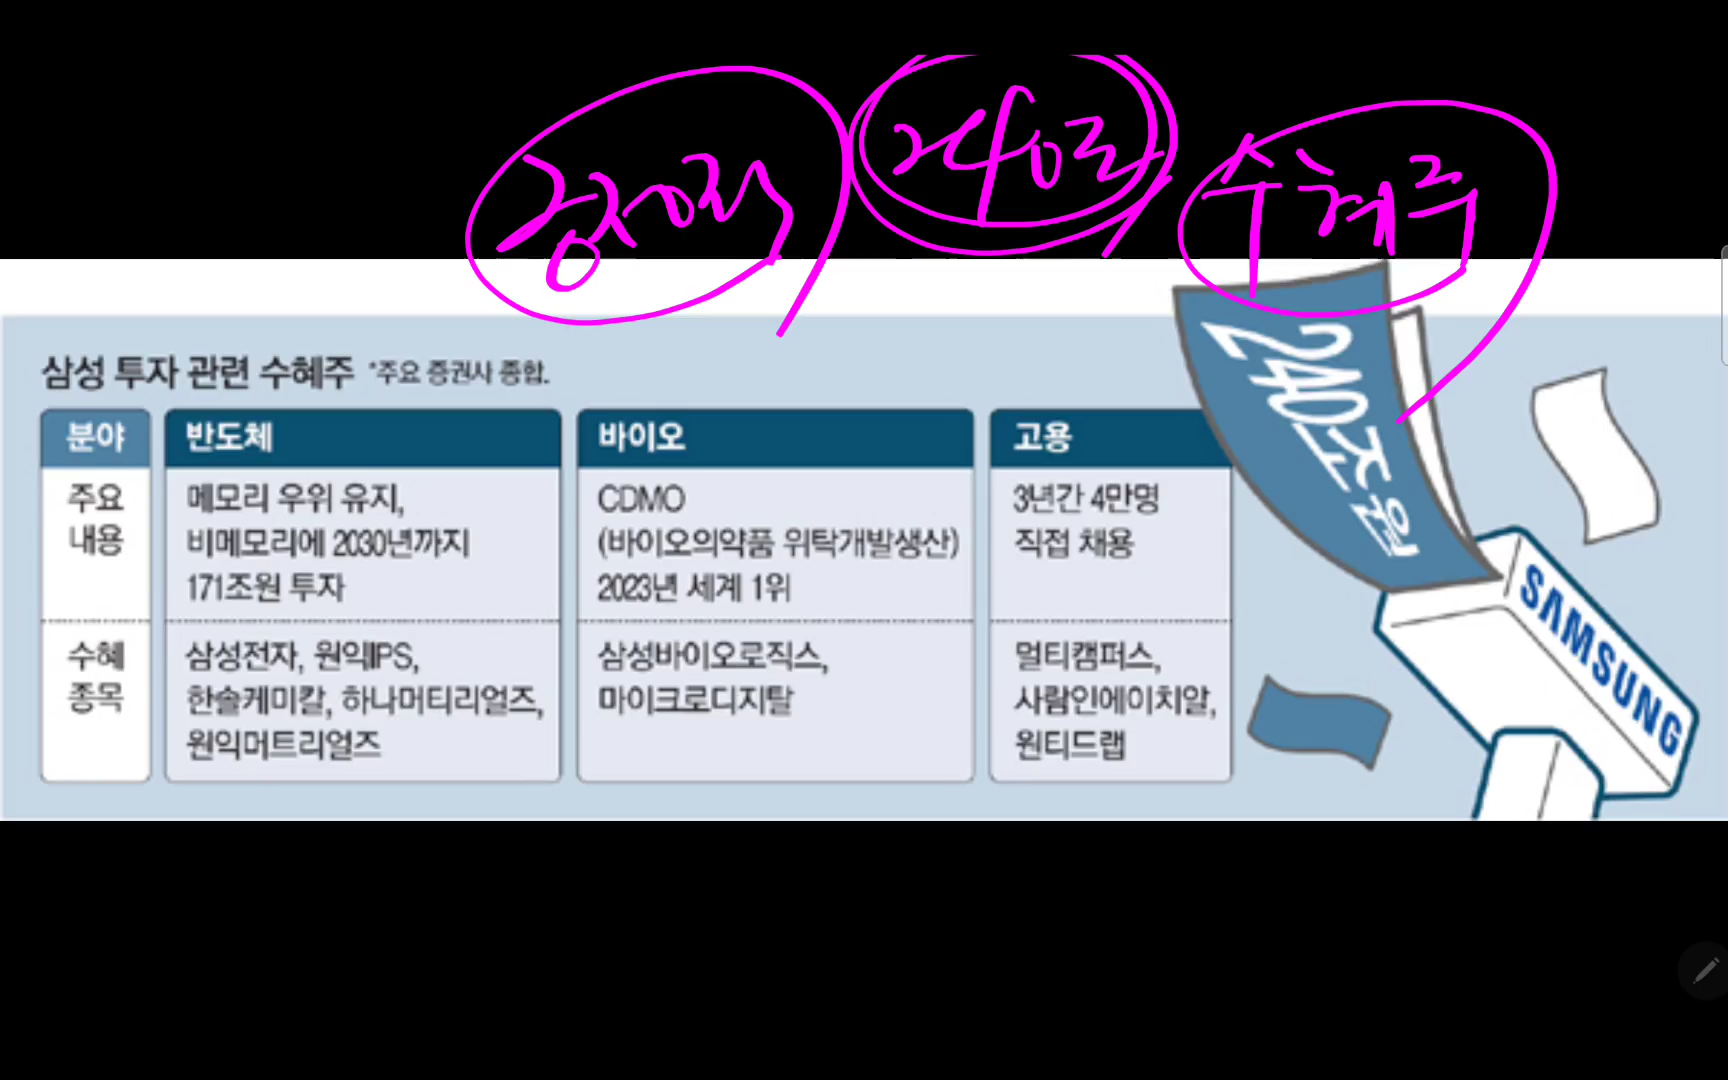 240조
수혜주
삼성 투자 관련 수혜주 *주요 증권사 종합.
분야
반도체
바이오
고용
주요
내용
메모리 우위 유지,
비메모리에 2030년까지
171조원 투자
CDMO
(바이오의약품 위탁개발생산)
2023년 세계 1위
3년간 4만명
직접 채용
수혜
종목
삼성전자, 원익IPS,
한솔케미칼, 하나머티리얼즈,
원익머트리얼즈
삼성바이오로직스,
마이크로디지탈
멀티캠퍼스,
사람인에이치알,
원티드랩
240조원
SAMSUNG